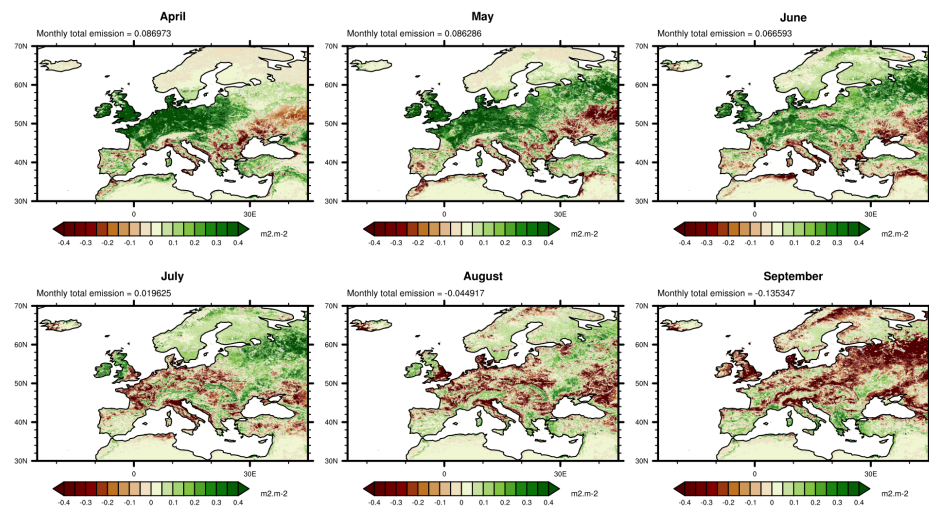 April
Monthly total emission = 0.086973
70N
60N
50N
40N
30N
0
30E
-0.4 -0.3 -0.2 -0.1 0 0.1 0.2 0.3 0.4
m2.m-2
May
Monthly total emission = 0.086286
70N
60N
50N
40N
30N
0
30E
-0.4 -0.3 -0.2 -0.1 0 0.1 0.2 0.3 0.4
m2.m-2
June
Monthly total emission = 0.066593
70N
60N
50N
40N
30N
0
30E
-0.4 -0.3 -0.2 -0.1 0 0.1 0.2 0.3 0.4
m2.m-2
July
Monthly total emission = 0.019625
70N
60N
50N
40N
30N
0
30E
-0.4 -0.3 -0.2 -0.1 0 0.1 0.2 0.3 0.4
m2.m-2
August
Monthly total emission = -0.044917
70N
60N
50N
40N
30N
0
30E
-0.4 -0.3 -0.2 -0.1 0 0.1 0.2 0.3 0.4
m2.m-2
September
Monthly total emission = -0.135347
70N
60N
50N
40N
30N
0
30E
-0.4 -0.3 -0.2 -0.1 0 0.1 0.2 0.3 0.4
m2.m-2